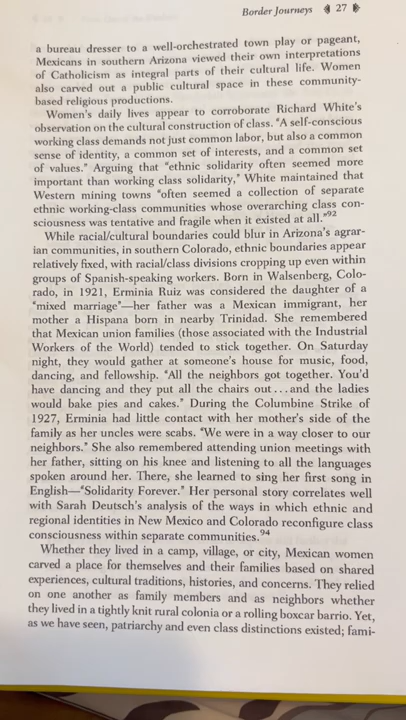 Border Journeys 27
a bureau dresser to a well-orchestrated town play or pageant,
Mexicans in southern Arizona viewed their own interpretations
of Catholicism as integral parts of their cultural life. Women
also carved out a public cultural space in these community-
based religious productions.
Women's daily lives appear to corroborate Richard White's
observation on the cultural construction of class. "A self-conscious
working class demands not just common labor, but also a common
sense of identity, a common set of interests, and a common set
of values." Arguing that "ethnic solidarity often seemed more
important than working class solidarity," White maintained that
Western mining towns "often seemed a collection of separate
ethnic working-class communities whose overarching class con-
sciousness was tentative and fragile when it existed at all."92
While racial/cultural boundaries could blur in Arizona's agrar-
ian communities, in southern Colorado, ethnic boundaries appear
relatively fixed, with racial/class divisions cropping up even within
groups of Spanish-speaking workers. Born in Walsenberg, Colo-
rado, in 1921, Erminia Ruiz was considered the daughter of a
"mixed marriage"—her father was a Mexican immigrant, her
mother a Hispana born in nearby Trinidad. She remembered
that Mexican union families (those associated with the Industrial
Workers of the World) tended to stick together. On Saturday
night, they would gather at someone's house for music, food,
dancing, and fellowship. "All the neighbors got together. You'd
have dancing and they put all the chairs out . . . and the ladies
would bake pies and cakes." During the Columbine Strike of
1927, Erminia had little contact with her mother's side of the
family as her uncles were scabs. "We were in a way closer to our
neighbors." She also remembered attending union meetings with
her father, sitting on his knee and listening to all the languages
spoken around her. There, she learned to sing her first song in
English—"Solidarity Forever." Her personal story correlates well
with Sarah Deutsch's analysis of the ways in which ethnic and
regional identities in New Mexico and Colorado reconfigure class
consciousness within separate communities.94
Whether they lived in a camp, village, or city, Mexican women
carved a place for themselves and their families based on shared
experiences, cultural traditions, histories, and concerns. They relied
on one another as family members and as neighbors whether
they lived in a tightly knit rural colonia or a rolling boxcar barrio. Yet,
as we have seen, patriarchy and even class distinctions existed; fami-